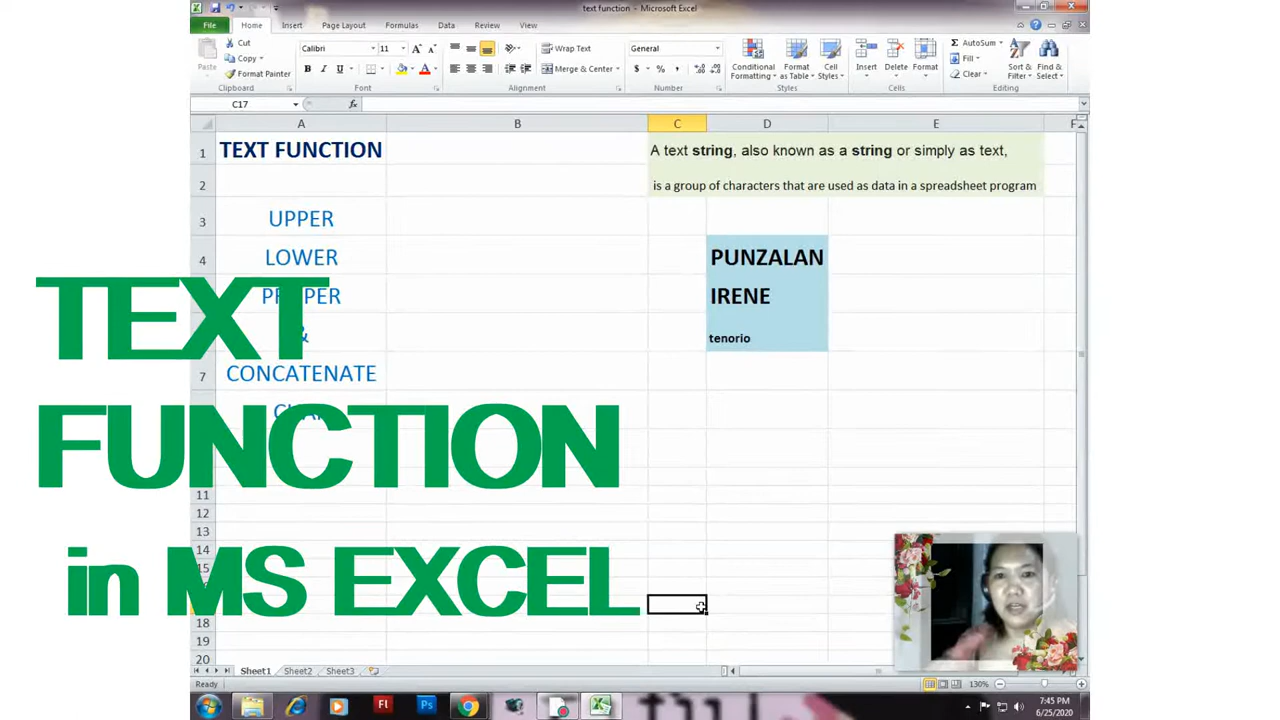 text function - Microsoft Excel
File Home Insert Page Layout Formulas Data Review View
Paste
Cut
Copy
Format Painter
Clipboard
Calibri 11
B I U
Font
Wrap Text
Merge & Center
Alignment
General
$ % ,
Number
Conditional Formatting
Format as Table
Cell Styles
Styles
Insert Delete Format
Cells
AutoSum
Fill
Clear
Sort & Filter
Find & Select
Editing
C17 fx
A B C D E F
1 TEXT FUNCTION A text string, also known as a string or simply as text,
2 is a group of characters that are used as data in a spreadsheet program
3 UPPER
4 LOWER PUNZALAN
IRENE
& tenorio
7 CONCATENATE
TEXT
FUNCTION
in MS EXCEL
11
12
13
14
15
18
19
20
Sheet1 Sheet2 Sheet3
Ready 130%
Fl Ps
7:45 PM
6/25/2020